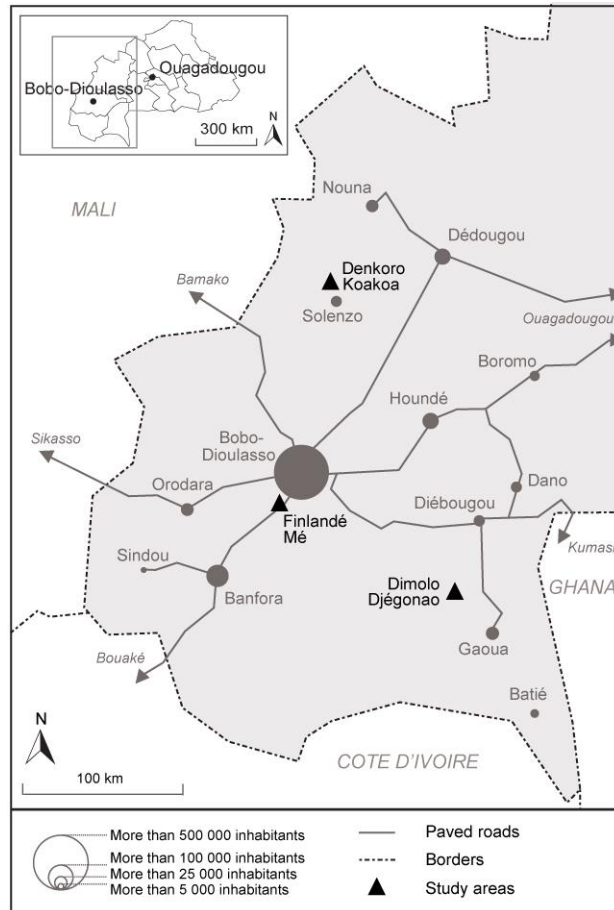 Ouagadougou
Bobo-Dioulasso
300 km
N
MALI
Nouna
Dédougou
Denkoro
Koakoa
Bamako
Solenzo
Ouagadougou
Boromo
Houndé
Bobo-
Dioulasso
Sikasso
Orodara
Dano
Finlandé
Mé
Diébougou
Kumasi
Sindou
GHANA
Dimolo
Djégonao
Banfora
Gaoua
Bouaké
Batié
N
COTE D'IVOIRE
100 km
More than 500 000 inhabitants
More than 100 000 inhabitants
More than 25 000 inhabitants
More than 5 000 inhabitants
Paved roads
Borders
Study areas